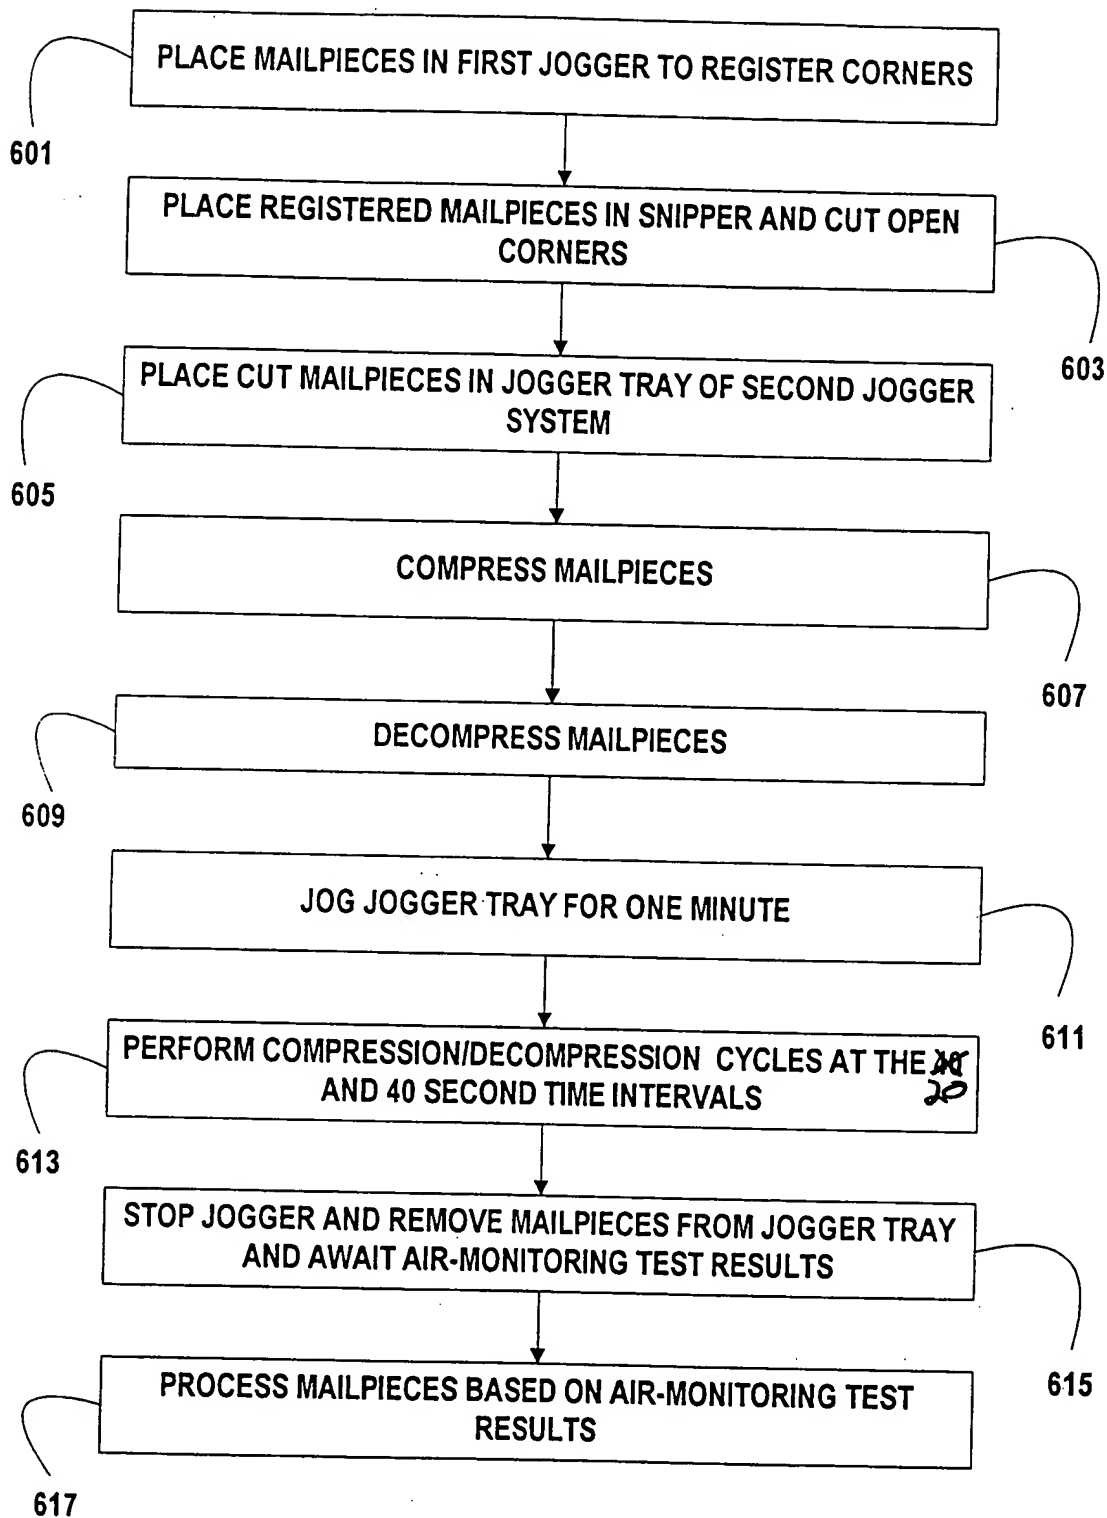 PLACE MAILPIECES IN FIRST JOGGER TO REGISTER CORNERS
601
PLACE REGISTERED MAILPIECES IN SNIPPER AND CUT OPEN
CORNERS
603
PLACE CUT MAILPIECES IN JOGGER TRAY OF SECOND JOGGER
SYSTEM
605
COMPRESS MAILPIECES
607
DECOMPRESS MAILPIECES
609
JOG JOGGER TRAY FOR ONE MINUTE
611
PERFORM COMPRESSION/DECOMPRESSION CYCLES AT THE
20
AND 40 SECOND TIME INTERVALS
613
STOP JOGGER AND REMOVE MAILPIECES FROM JOGGER TRAY
AND AWAIT AIR-MONITORING TEST RESULTS
615
PROCESS MAILPIECES BASED ON AIR-MONITORING TEST
RESULTS
617